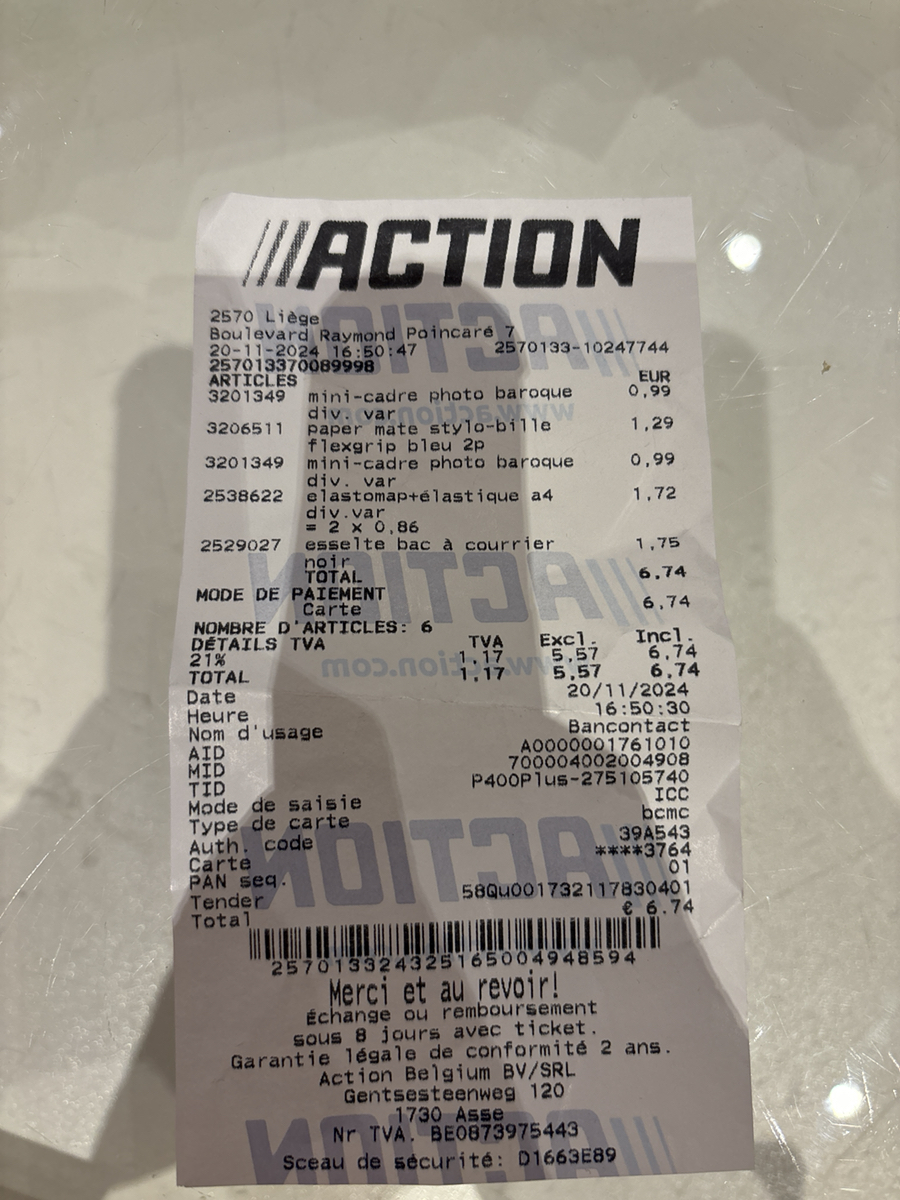 ACTION
2570 Liège
Boulevard Raymond Poincaré 7
20-11-2024 16:50:47 2570133-10247744
257013370089998
ARTICLES EUR
3201349 mini-cadre photo baroque 0,99
div. var
3206511 paper mate stylo-bille 1,29
flexgrip bleu 2p
3201349 mini-cadre photo baroque 0,99
div. var
2538622 elastomap+élastique a4 1,72
div.var
= 2 x 0,86
2529027 esselte bac à courrier 1,75
noir
TOTAL 6,74
MODE DE PAIEMENT
Carte 6,74
NOMBRE D'ARTICLES: 6
DÉTAILS TVA TVA Excl. Incl.
21% 1,17 5,57 6,74
TOTAL 1,17 5,57 6,74
Date 20/11/2024
Heure 16:50:30
Nom d'usage Bancontact
AID A0000001761010
MID 700004002004908
TID P400Plus-275105740
Mode de saisie ICC
Type de carte bcmc
Auth. code 39A543
Carte ****3764
PAN seq. 01
Tender 58Qu001732117830401
Total € 6.74
257013324325165004948594
Merci et au revoir!
Échange ou remboursement
sous 8 jours avec ticket.
Garantie légale de conformité 2 ans.
Action Belgium BV/SRL
Gentsesteenweg 120
1730 Asse
Nr TVA. BE0873975443
Sceau de sécurité: D1663E89